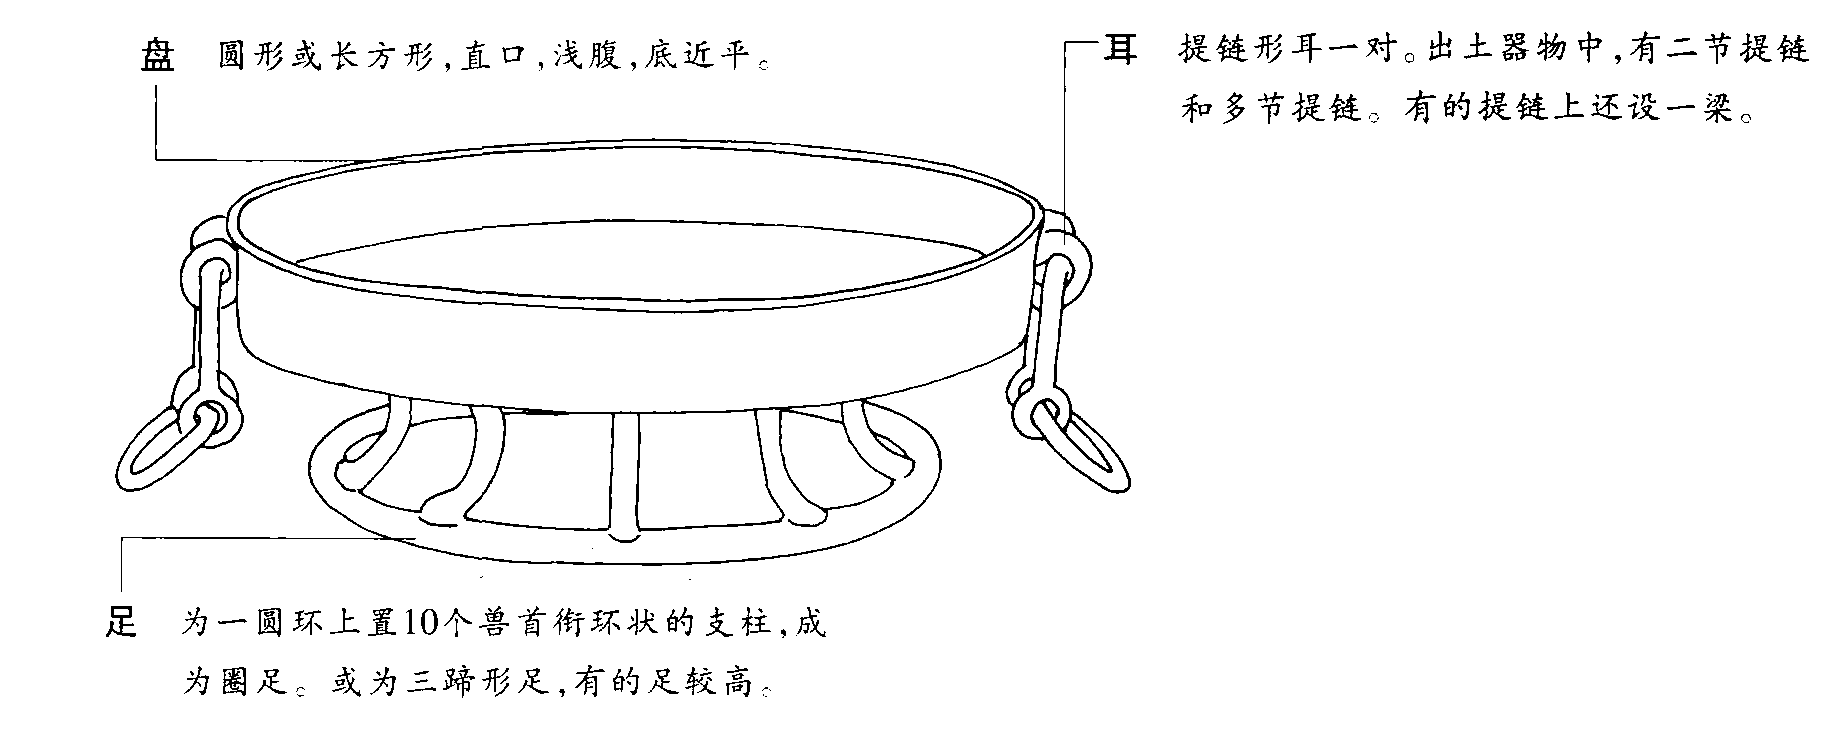 盘 圆形或长方形,直口,浅腹,底近平。
耳 提链形耳一对。出土器物中,有二节提链
和多节提链。有的提链上还设一梁。
足 为一圆环上置10个兽首衔环状的支柱,成
为圈足。或为三蹄形足,有的足较高。